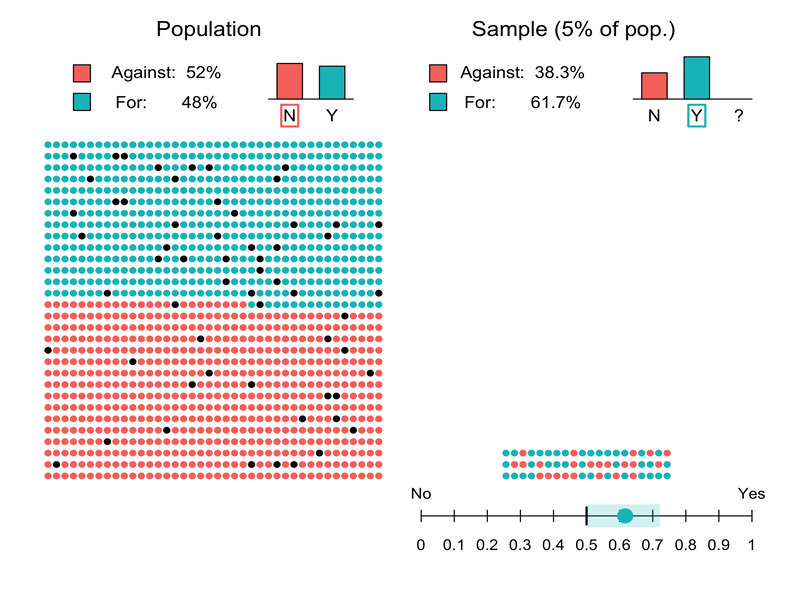 Population
Against: 52%
For: 48%
N Y
Sample (5% of pop.)
Against: 38.3%
For: 61.7%
N Y ?
No Yes
0 0.1 0.2 0.3 0.4 0.5 0.6 0.7 0.8 0.9 1